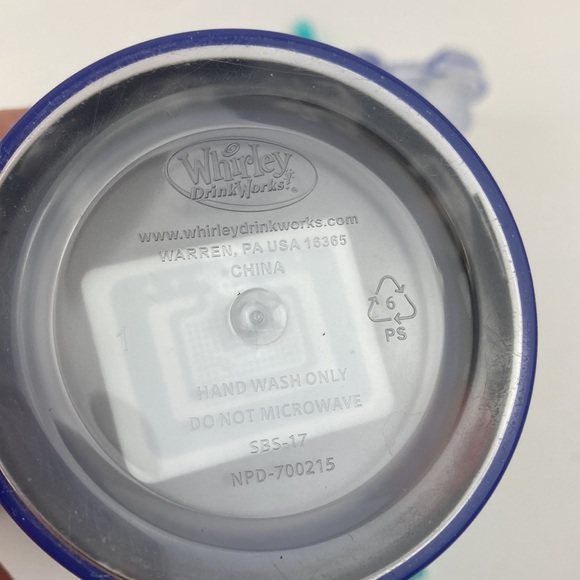 Whirley
DrinkWorks!®
www.whirleydrinkworks.com
WARREN, PA USA 16365
CHINA
6
PS
HAND WASH ONLY
DO NOT MICROWAVE
SBS-17
NPD-700215